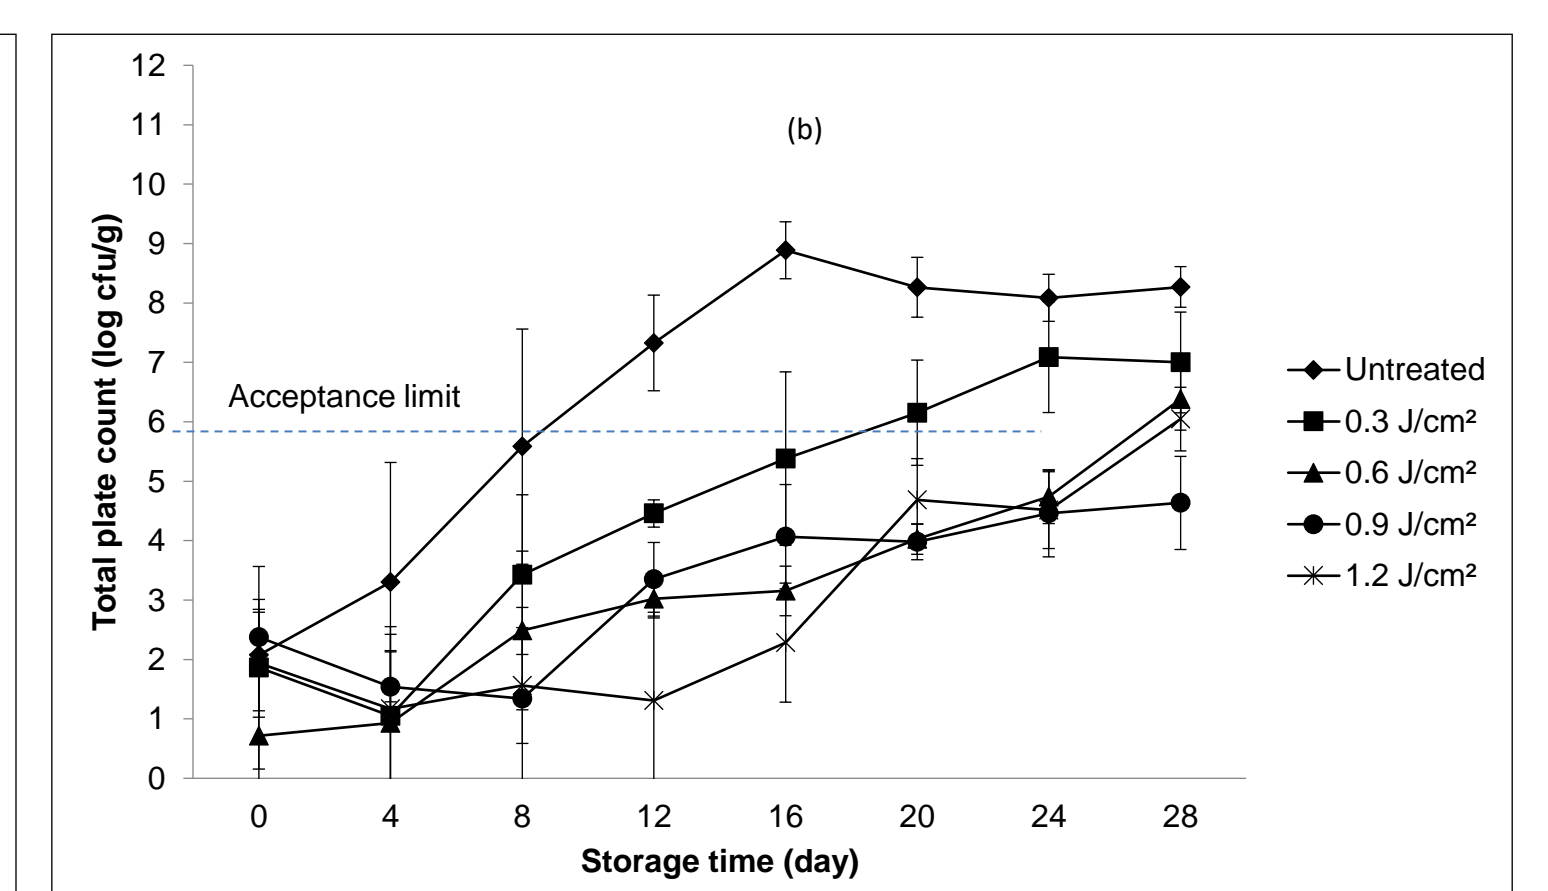 12
11
(b)
10
9
8
7
6
5
4
3
2
1
0
Total plate count (log cfu/g)
Acceptance limit
0 4 8 12 16 20 24 28
Storage time (day)
Untreated
0.3 J/cm²
0.6 J/cm²
0.9 J/cm²
1.2 J/cm²